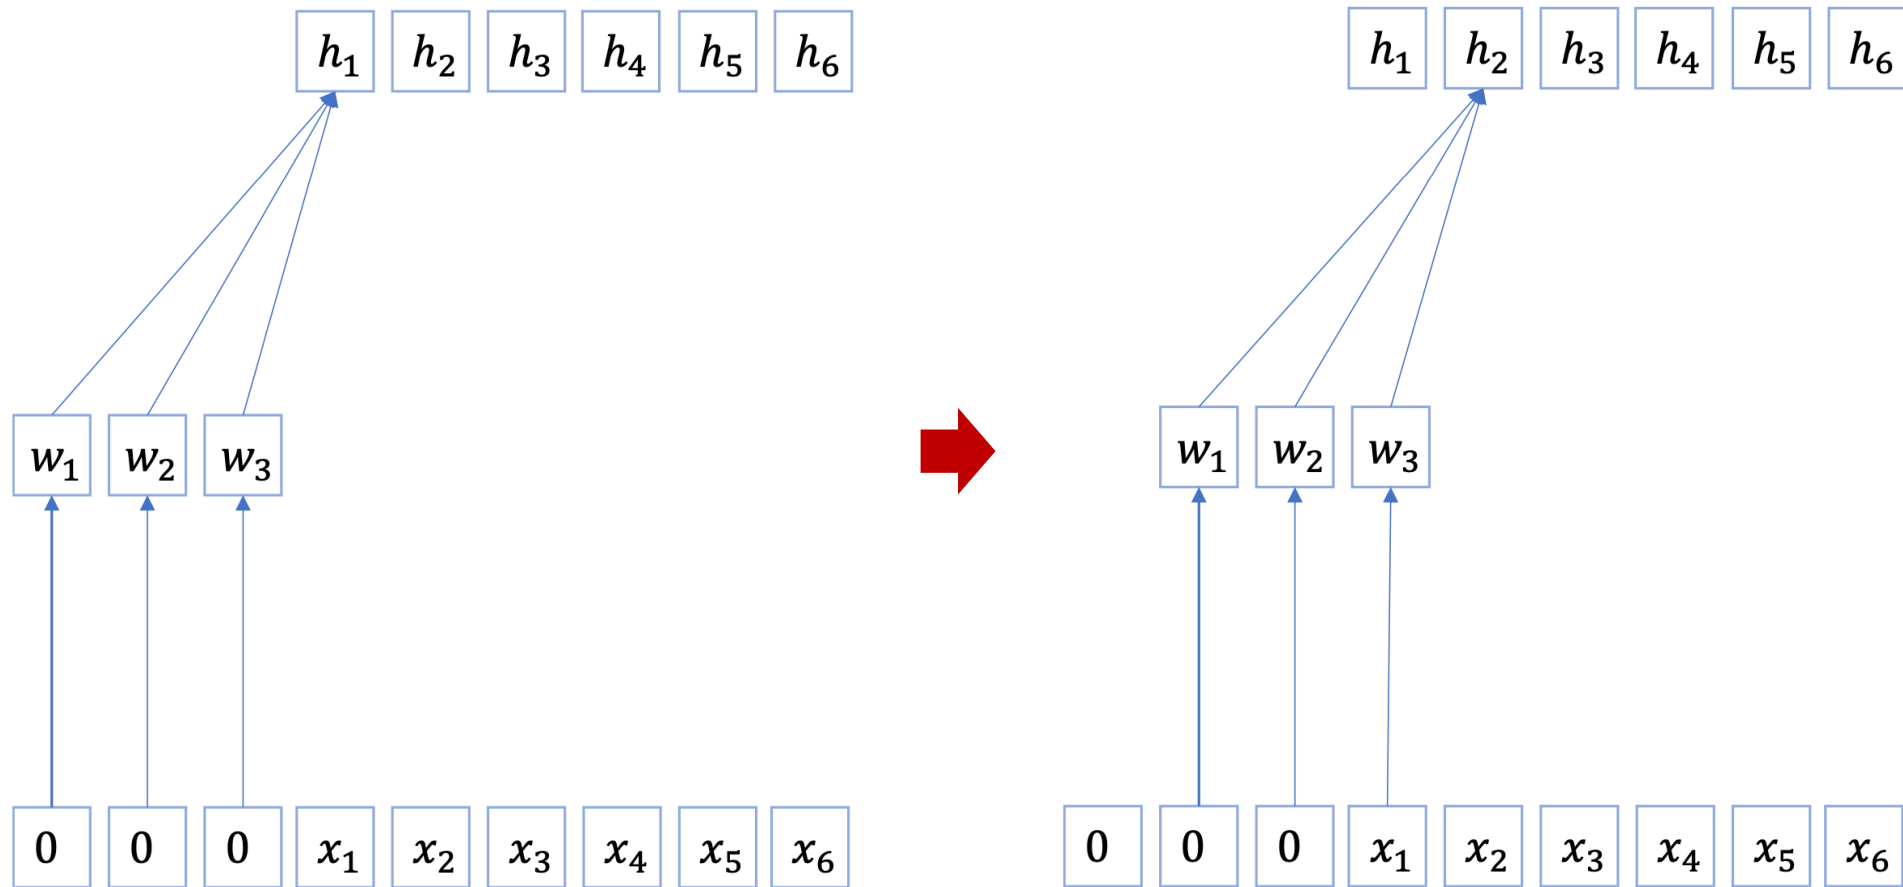 h₁ h₂ h₃ h₄ h₅ h₆ h₁ h₂ h₃ h₄ h₅ h₆
w₁ w₂ w₃ w₁ w₂ w₃
0 0 0 x₁ x₂ x₃ x₄ x₅ x₆ 0 0 0 x₁ x₂ x₃ x₄ x₅ x₆